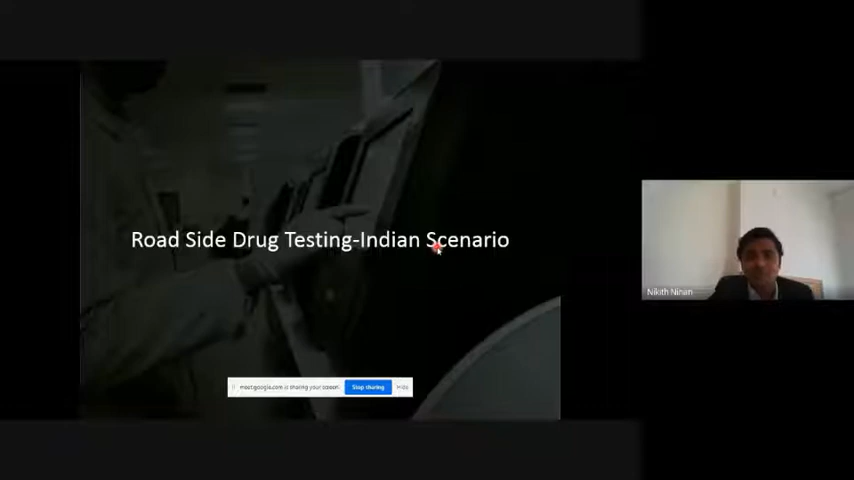 Road Side Drug Testing-Indian Scenario
Nikith Ninan
meet.google.com is sharing your screen.
Stop sharing
Hide